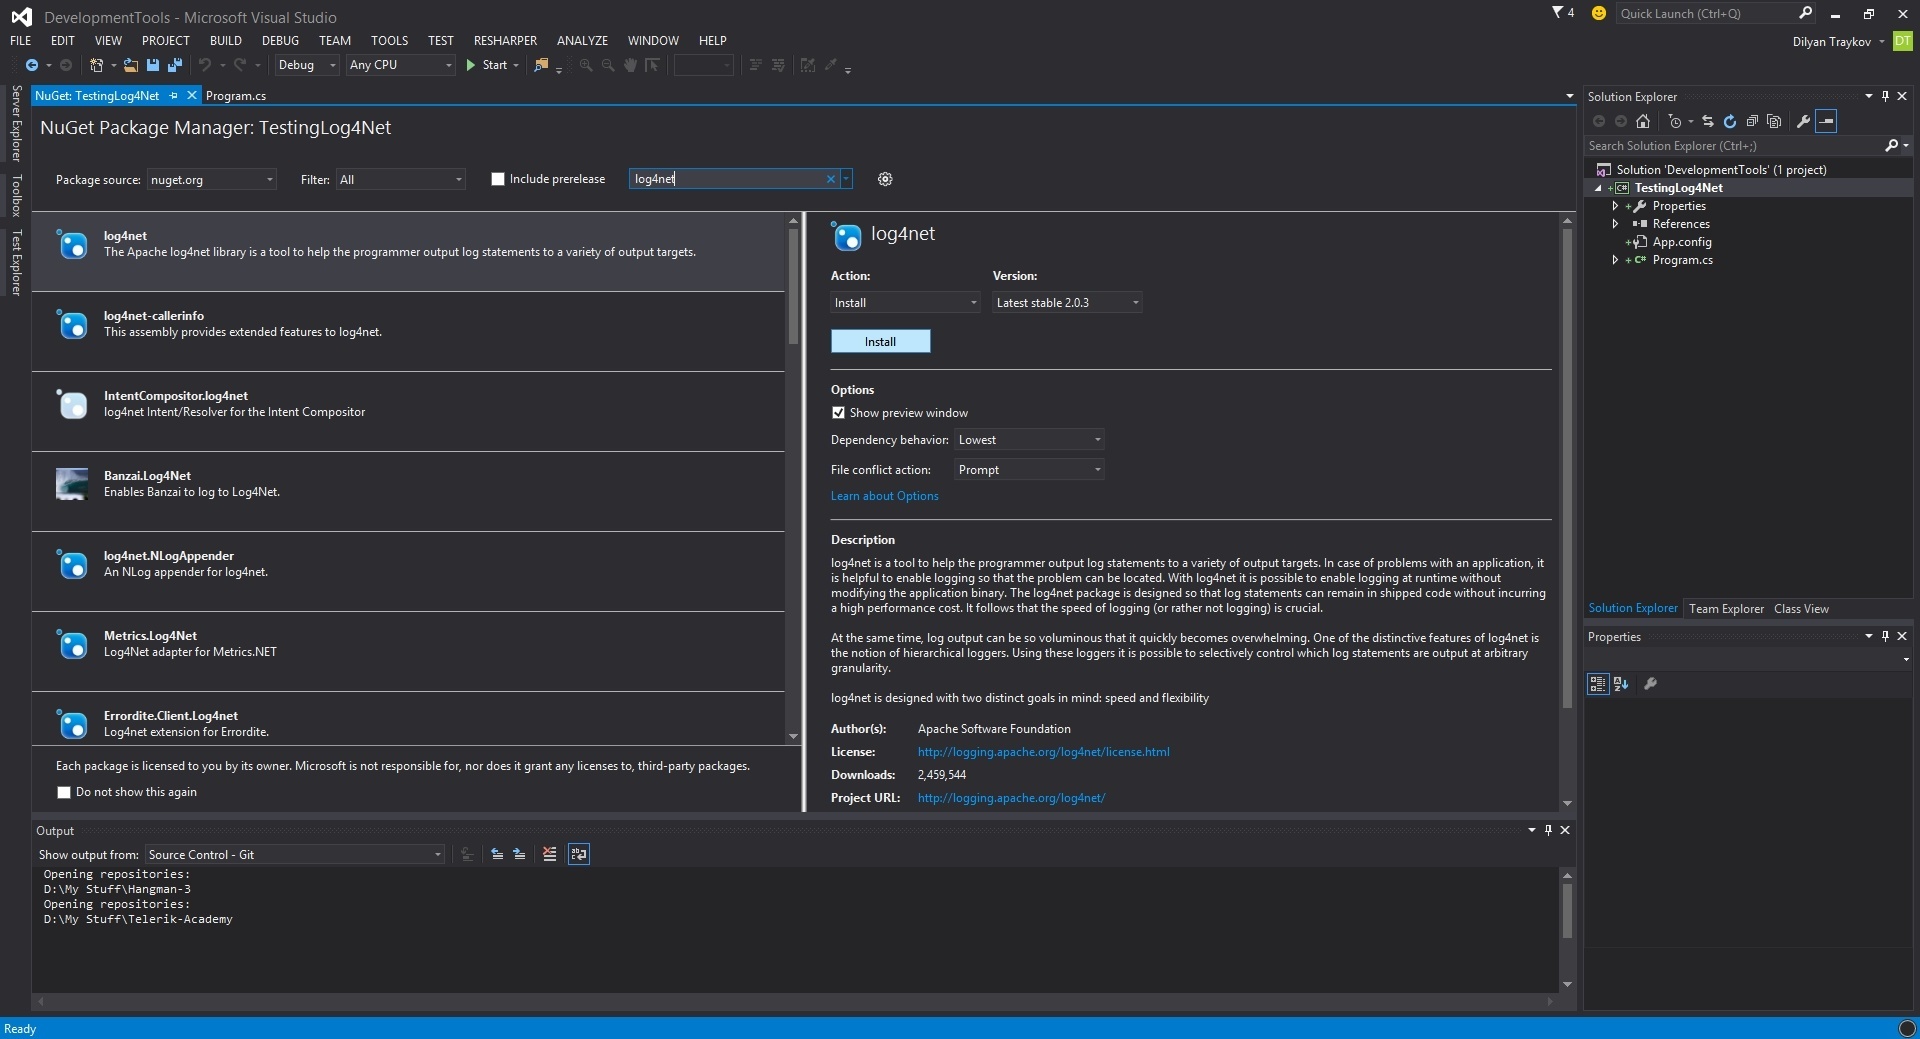 DevelopmentTools - Microsoft Visual Studio
4
Quick Launch (Ctrl+Q)
FILE EDIT VIEW PROJECT BUILD DEBUG TEAM TOOLS TEST RESHARPER ANALYZE WINDOW HELP
Dilyan Traykov
DT
Debug
Any CPU
Start
Server Explorer
Toolbox
Test Explorer
NuGet: TestingLog4Net
Program.cs
NuGet Package Manager: TestingLog4Net
Package source: nuget.org
Filter: All
Include prerelease
log4net
log4net
The Apache log4net library is a tool to help the programmer output log statements to a variety of output targets.
log4net-callerinfo
This assembly provides extended features to log4net.
IntentCompositor.log4net
log4net Intent/Resolver for the Intent Compositor
Banzai.Log4Net
Enables Banzai to log to Log4Net.
log4net.NLogAppender
An NLog appender for log4net.
Metrics.Log4Net
Log4Net adapter for Metrics.NET
Errordite.Client.Log4net
Log4net extension for Errordite.
Each package is licensed to you by its owner. Microsoft is not responsible for, nor does it grant any licenses to, third-party packages.
Do not show this again
log4net
Action:
Version:
Install
Latest stable 2.0.3
Install
Options
Show preview window
Dependency behavior: Lowest
File conflict action: Prompt
Learn about Options
Description
log4net is a tool to help the programmer output log statements to a variety of output targets. In case of problems with an application, it
is helpful to enable logging so that the problem can be located. With log4net it is possible to enable logging at runtime without
modifying the application binary. The log4net package is designed so that log statements can remain in shipped code without incurring
a high performance cost. It follows that the speed of logging (or rather not logging) is crucial.
At the same time, log output can be so voluminous that it quickly becomes overwhelming. One of the distinctive features of log4net is
the notion of hierarchical loggers. Using these loggers it is possible to selectively control which log statements are output at arbitrary
granularity.
log4net is designed with two distinct goals in mind: speed and flexibility
Author(s): Apache Software Foundation
License: http://logging.apache.org/log4net/license.html
Downloads: 2,459,544
Project URL: http://logging.apache.org/log4net/
Output
Show output from: Source Control - Git
Opening repositories:
D:\My Stuff\Hangman-3
Opening repositories:
D:\My Stuff\Telerik-Academy
Solution Explorer
Search Solution Explorer (Ctrl+;)
Solution 'DevelopmentTools' (1 project)
C# TestingLog4Net
Properties
References
App.config
C# Program.cs
Solution Explorer Team Explorer Class View
Properties
Ready